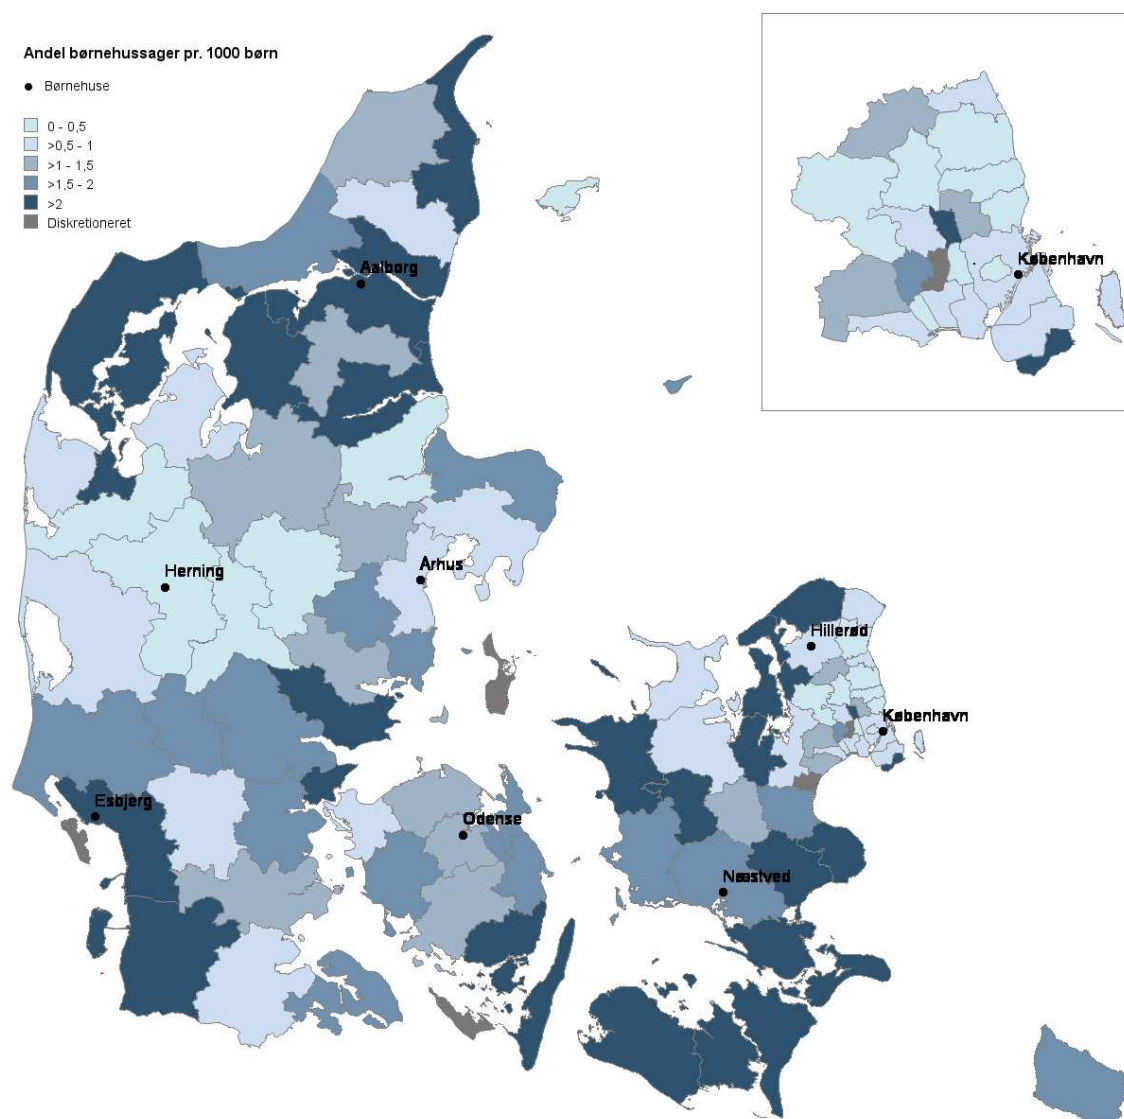 Andel børnehussager pr. 1000 børn
Børnehuse
0 - 0,5
>0,5 - 1
>1 - 1,5
>1,5 - 2
>2
Diskretioneret
København
Aalborg
Herning
Århus
Hillerød
København
Esbjerg
Odense
Næstved